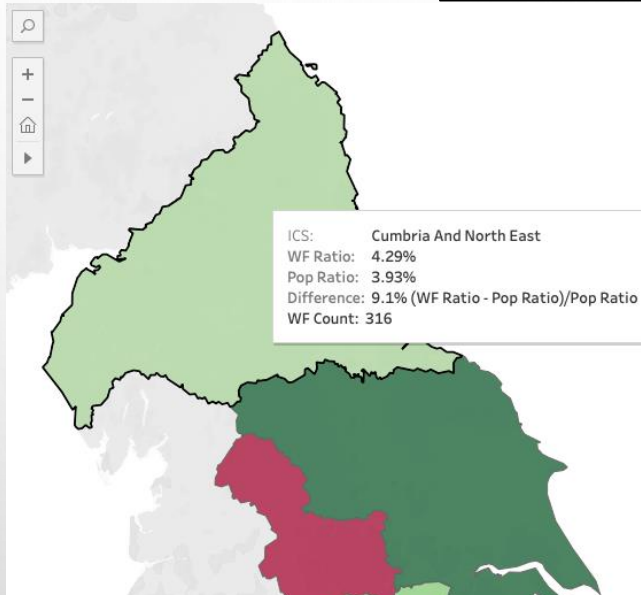 ICS: Cumbria And North East
WF Ratio: 4.29%
Pop Ratio: 3.93%
Difference: 9.1% (WF Ratio - Pop Ratio)/Pop Ratio
WF Count: 316